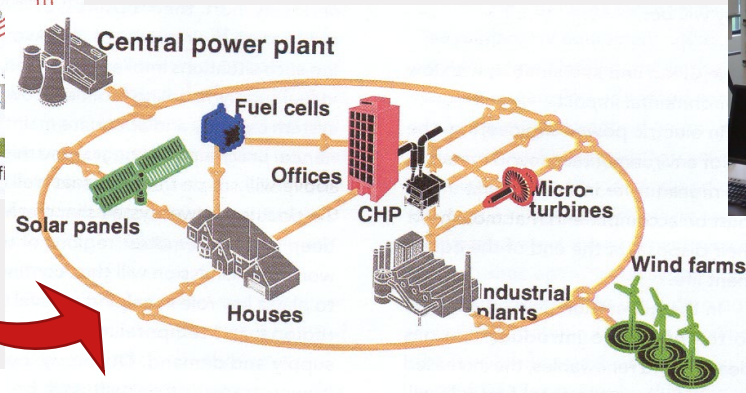 Central power plant
Fuel cells
Offices
Micro-
turbines
CHP
Solar panels
Wind farms
Industrial
plants
Houses